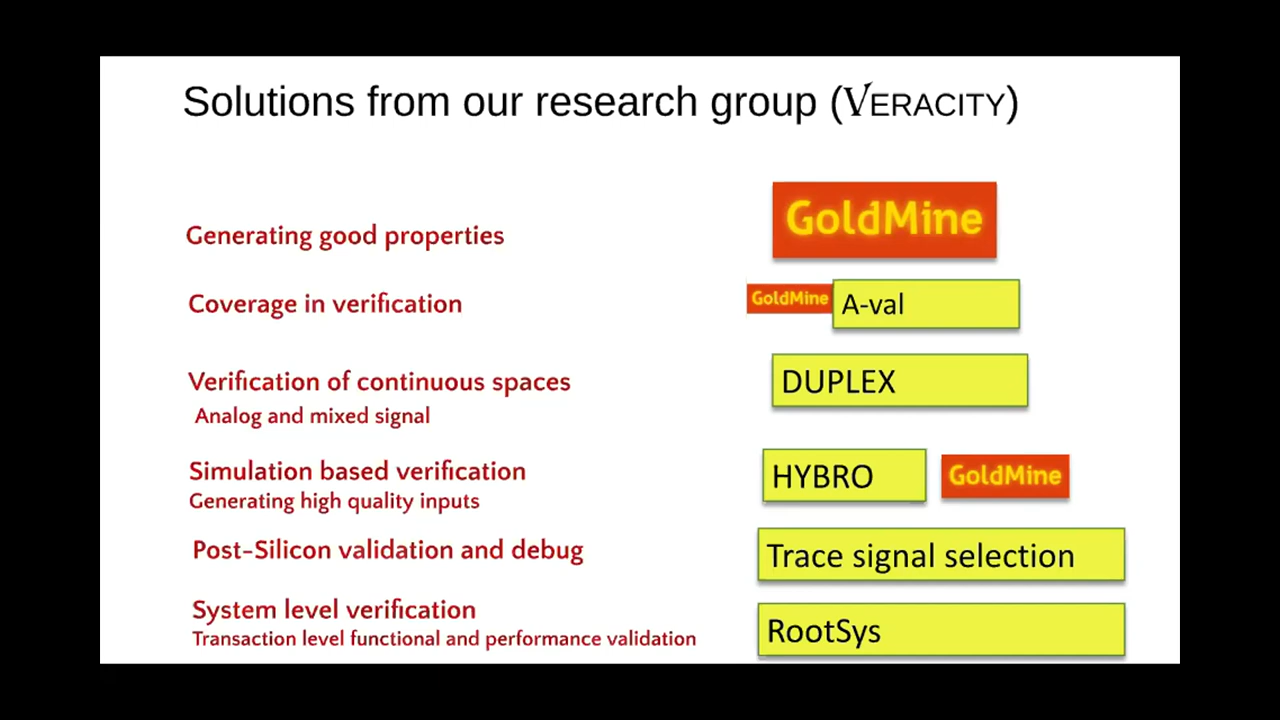 Solutions from our research group (VERACITY)
Generating good properties
GoldMine
Coverage in verification
GoldMine
A-val
Verification of continuous spaces
Analog and mixed signal
DUPLEX
Simulation based verification
Generating high quality inputs
HYBRO
GoldMine
Post-Silicon validation and debug
Trace signal selection
System level verification
Transaction level functional and performance validation
RootSys